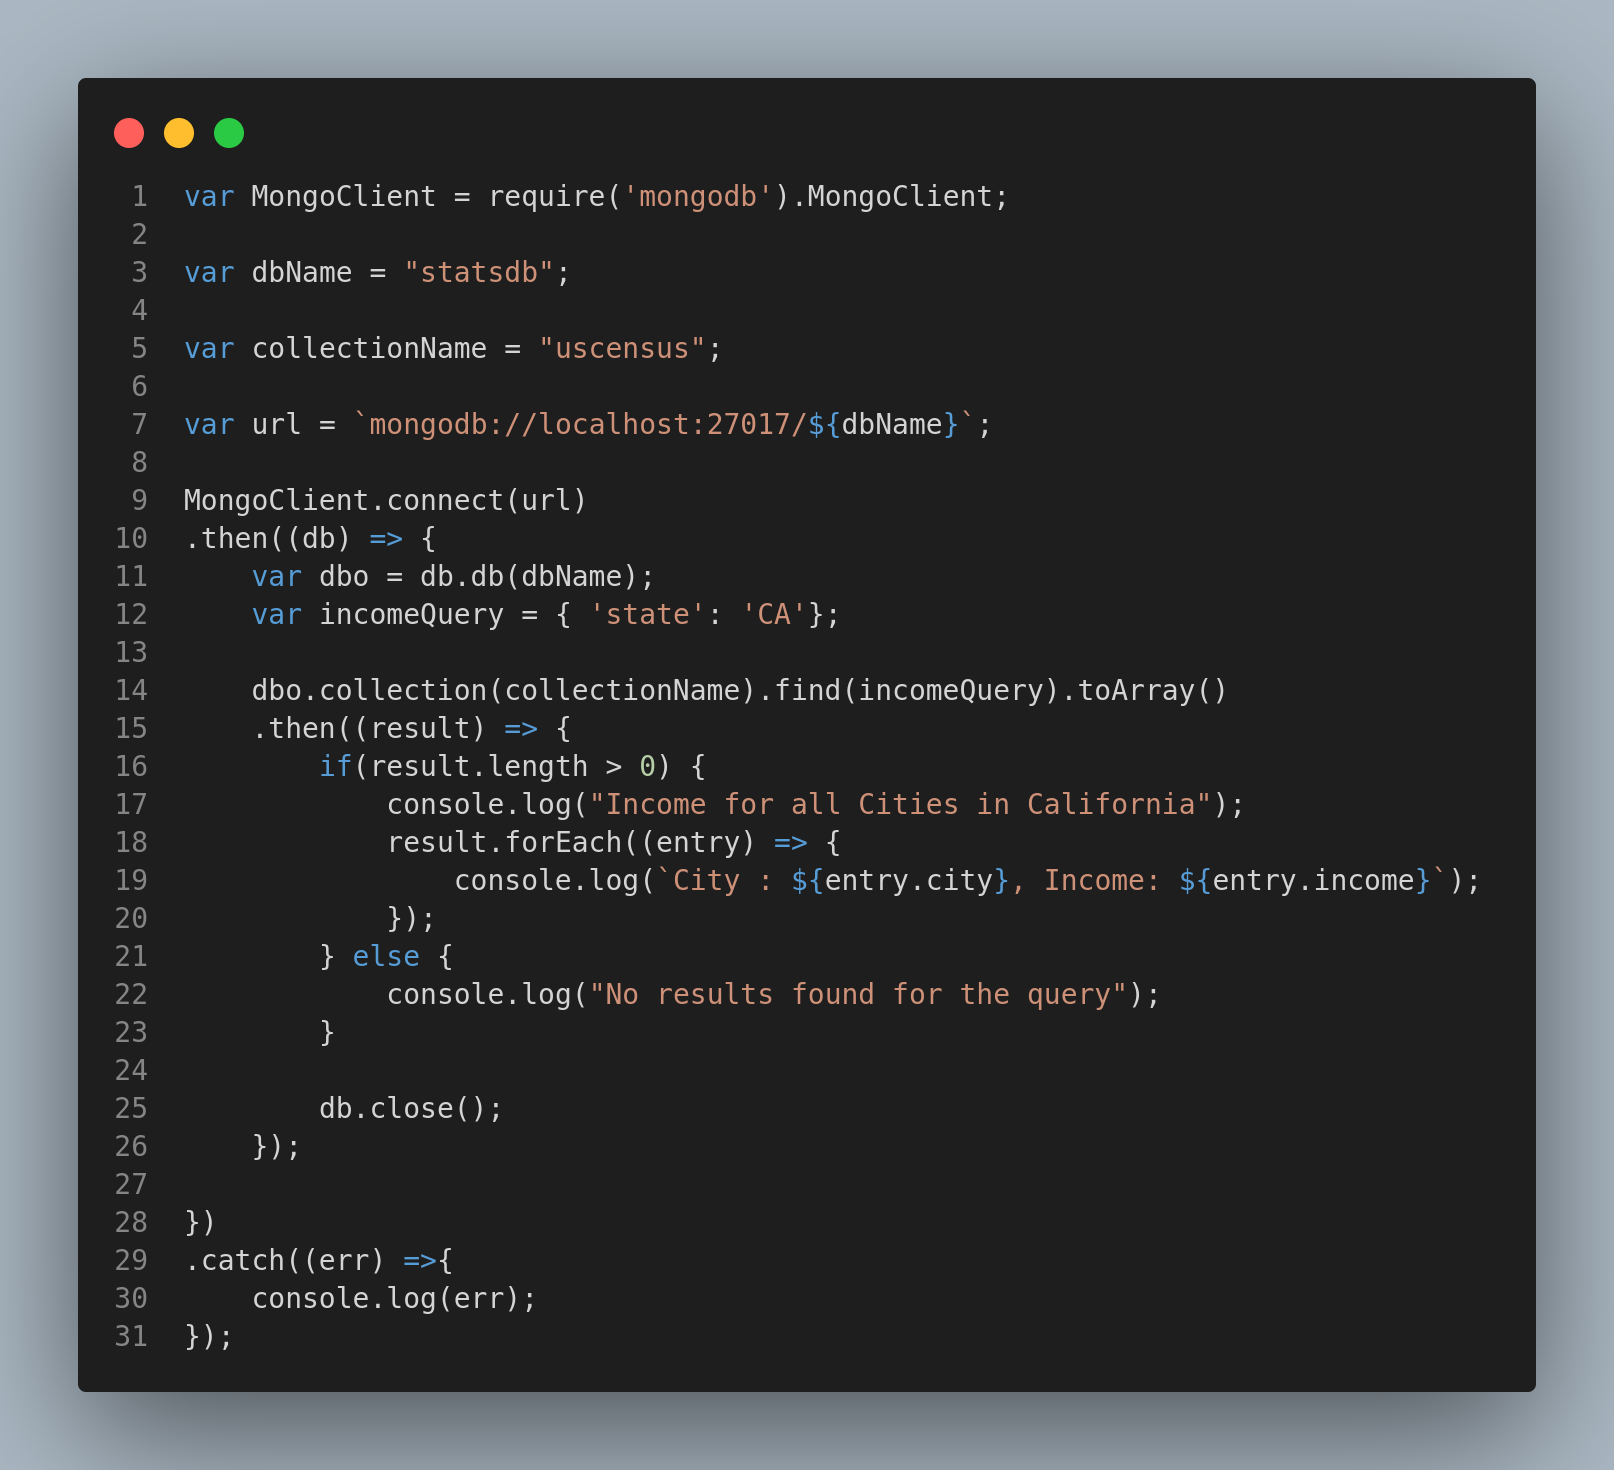 1 var MongoClient = require('mongodb').MongoClient;
2
3 var dbName = "statsdb";
4
5 var collectionName = "uscensus";
6
7 var url = `mongodb://localhost:27017/${dbName}`;
8
9 MongoClient.connect(url)
10 .then((db) => {
11     var dbo = db.db(dbName);
12     var incomeQuery = { 'state': 'CA'};
13
14     dbo.collection(collectionName).find(incomeQuery).toArray()
15     .then((result) => {
16         if(result.length > 0) {
17             console.log("Income for all Cities in California");
18             result.forEach((entry) => {
19                 console.log(`City : ${entry.city}, Income: ${entry.income}`);
20             });
21         } else {
22             console.log("No results found for the query");
23         }
24
25         db.close();
26     });
27
28 })
29 .catch((err) =>{
30     console.log(err);
31 });